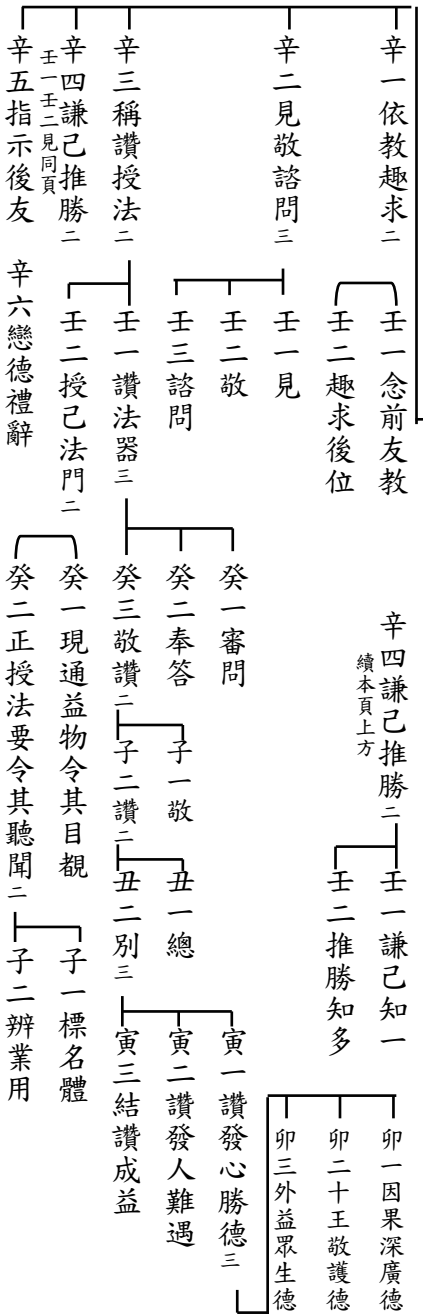 辛一依教趣求二
壬一念前友教
壬二趣求後位
辛二見敬諮問三
壬一見
壬二敬
壬三諮問
辛三稱讚授法二
壬一讚法器三
癸一審問
癸二奉答
癸三敬讚二
子一敬
子二讚二
丑一總
丑二別三
寅一讚發心勝德三
卯一因果深廣德
卯二十王敬護德
卯三外益眾生德
寅二讚發人難遇
寅三結讚成益
壬二授己法門二
癸一現通益物令其目覩
癸二正授法要令其聽聞二
子一標名體
子二辨業用
辛四謙己推勝二
壬一壬二見同頁
辛五指示後友
辛六戀德禮辭
辛四謙己推勝二
續本頁上方
壬一謙己知一
壬二推勝知多